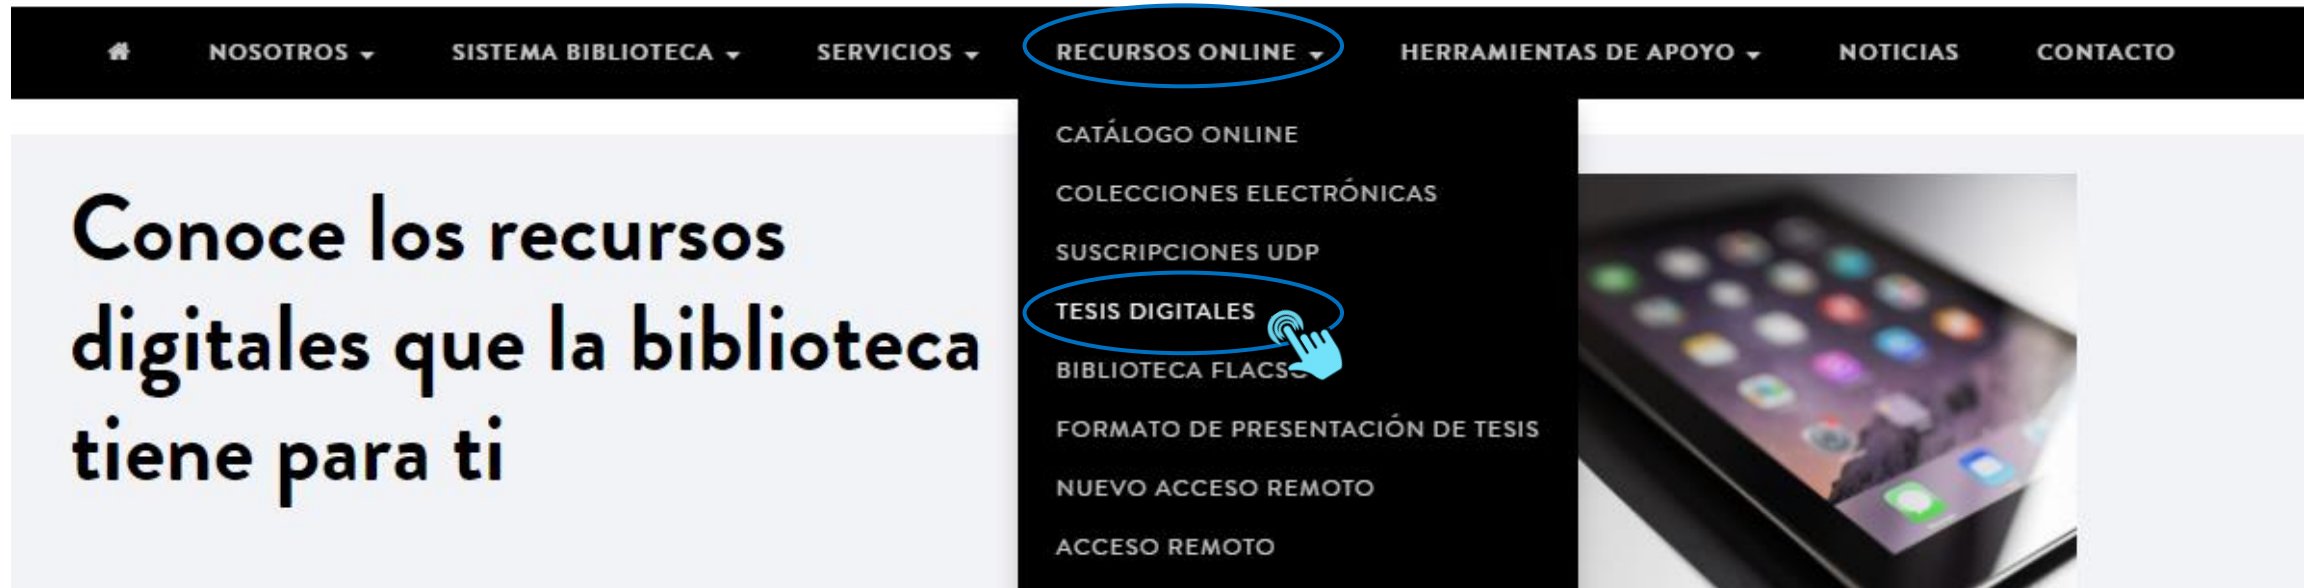 NOSOTROS SISTEMA BIBLIOTECA SERVICIOS RECURSOS ONLINE HERRAMIENTAS DE APOYO NOTICIAS CONTACTO
CATÁLOGO ONLINE
COLECCIONES ELECTRÓNICAS
SUSCRIPCIONES UDP
TESIS DIGITALES
BIBLIOTECA FLACSO
FORMATO DE PRESENTACIÓN DE TESIS
NUEVO ACCESO REMOTO
ACCESO REMOTO
Conoce los recursos
digitales que la biblioteca
tiene para ti